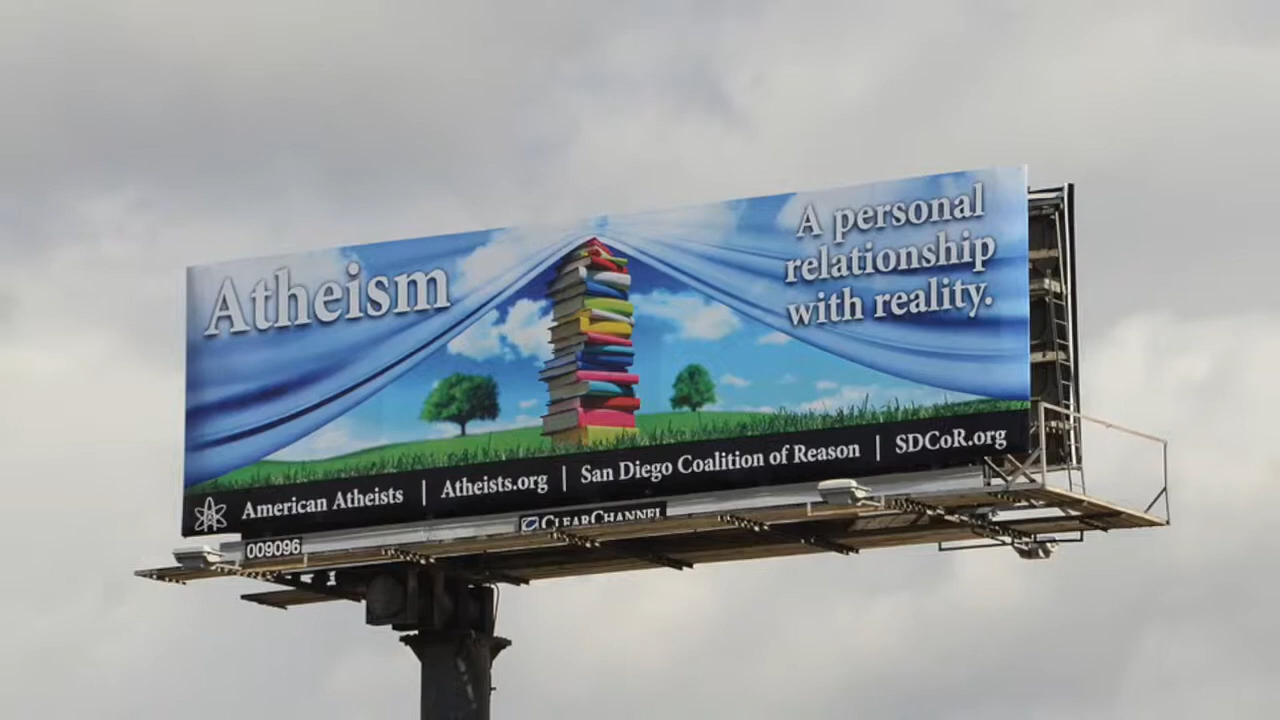 Atheism
A personal
relationship
with reality.
American Atheists | Atheists.org | San Diego Coalition of Reason | SDCoR.org
CLEARCHANNEL
009096